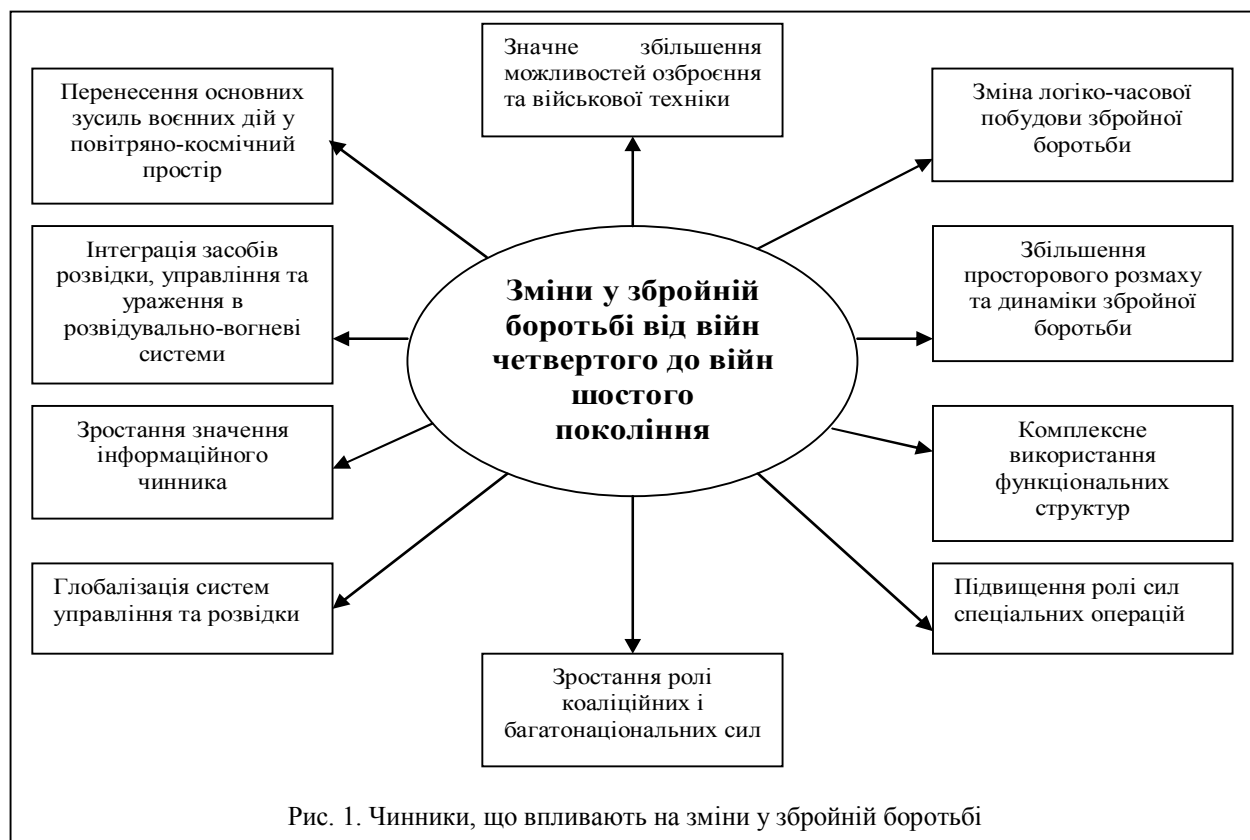 Значне збільшення
можливостей озброєння
та військової техніки
Перенесення основних
зусиль воєнних дій у
повітряно-космічний
простір
Зміна логіко-часової
побудови збройної
боротьби
Інтеграція засобів
розвідки, управління та
ураження в
розвідувально-вогневі
системи
Зміни у збройній
боротьбі від війн
четвертого до війн
шостого
покоління
Збільшення
просторового розмаху
та динаміки збройної
боротьби
Зростання значення
інформаційного
чинника
Комплексне
використання
функціональних
структур
Глобалізація систем
управління та розвідки
Підвищення ролі сил
спеціальних операцій
Зростання ролі
коаліційних і
багатонаціональних сил
Рис. 1. Чинники, що впливають на зміни у збройній боротьбі